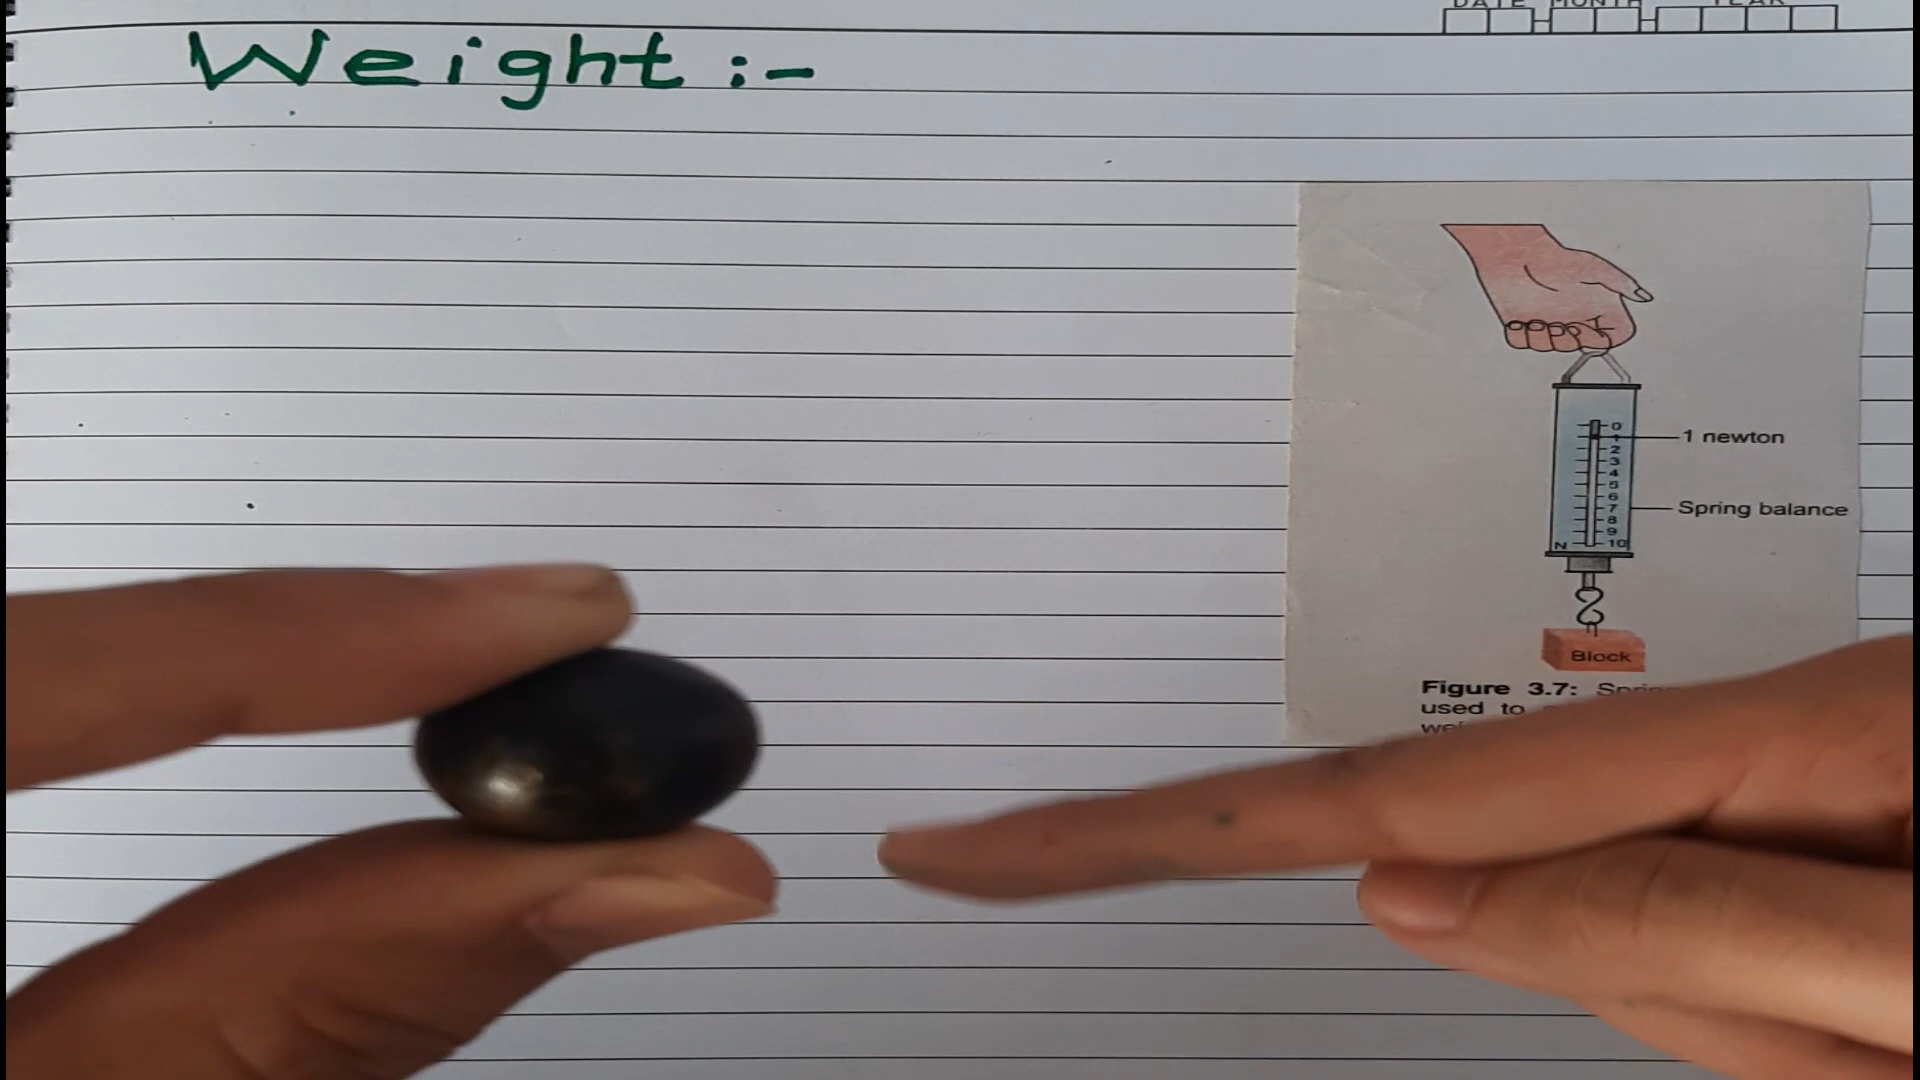 DATE MONTH YEAR
Weight :-
0
1 newton
2
3
4
5
6
7
Spring balance
8
9
N 10
Block
Figure 3.7:
used to